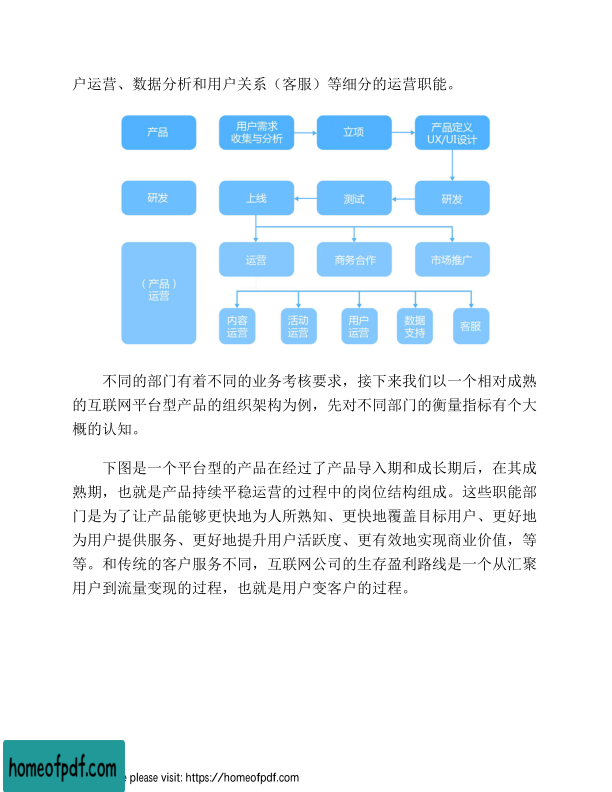 户运营、数据分析和用户关系（客服）等细分的运营职能。
产品
用户需求
收集与分析
立项
产品定义
UX/UI设计
研发
上线
测试
研发
（产品）
运营
运营
商务合作
市场推广
内容
运营
活动
运营
用户
运营
数据
支持
客服
不同的部门有着不同的业务考核要求，接下来我们以一个相对成熟
的互联网平台型产品的组织架构为例，先对不同部门的衡量指标有个大
概的认知。
下图是一个平台型的产品在经过了产品导入期和成长期后，在其成
熟期，也就是产品持续平稳运营的过程中的岗位结构组成。这些职能部
门是为了让产品能够更快地为人所熟知、更快地覆盖目标用户、更好地
为用户提供服务、更好地提升用户活跃度、更有效地实现商业价值，等
等。和传统的客户服务不同，互联网公司的生存盈利路线是一个从汇聚
用户到流量变现的过程，也就是用户变客户的过程。
homeofpdf.com
e please visit: https://homeofpdf.com